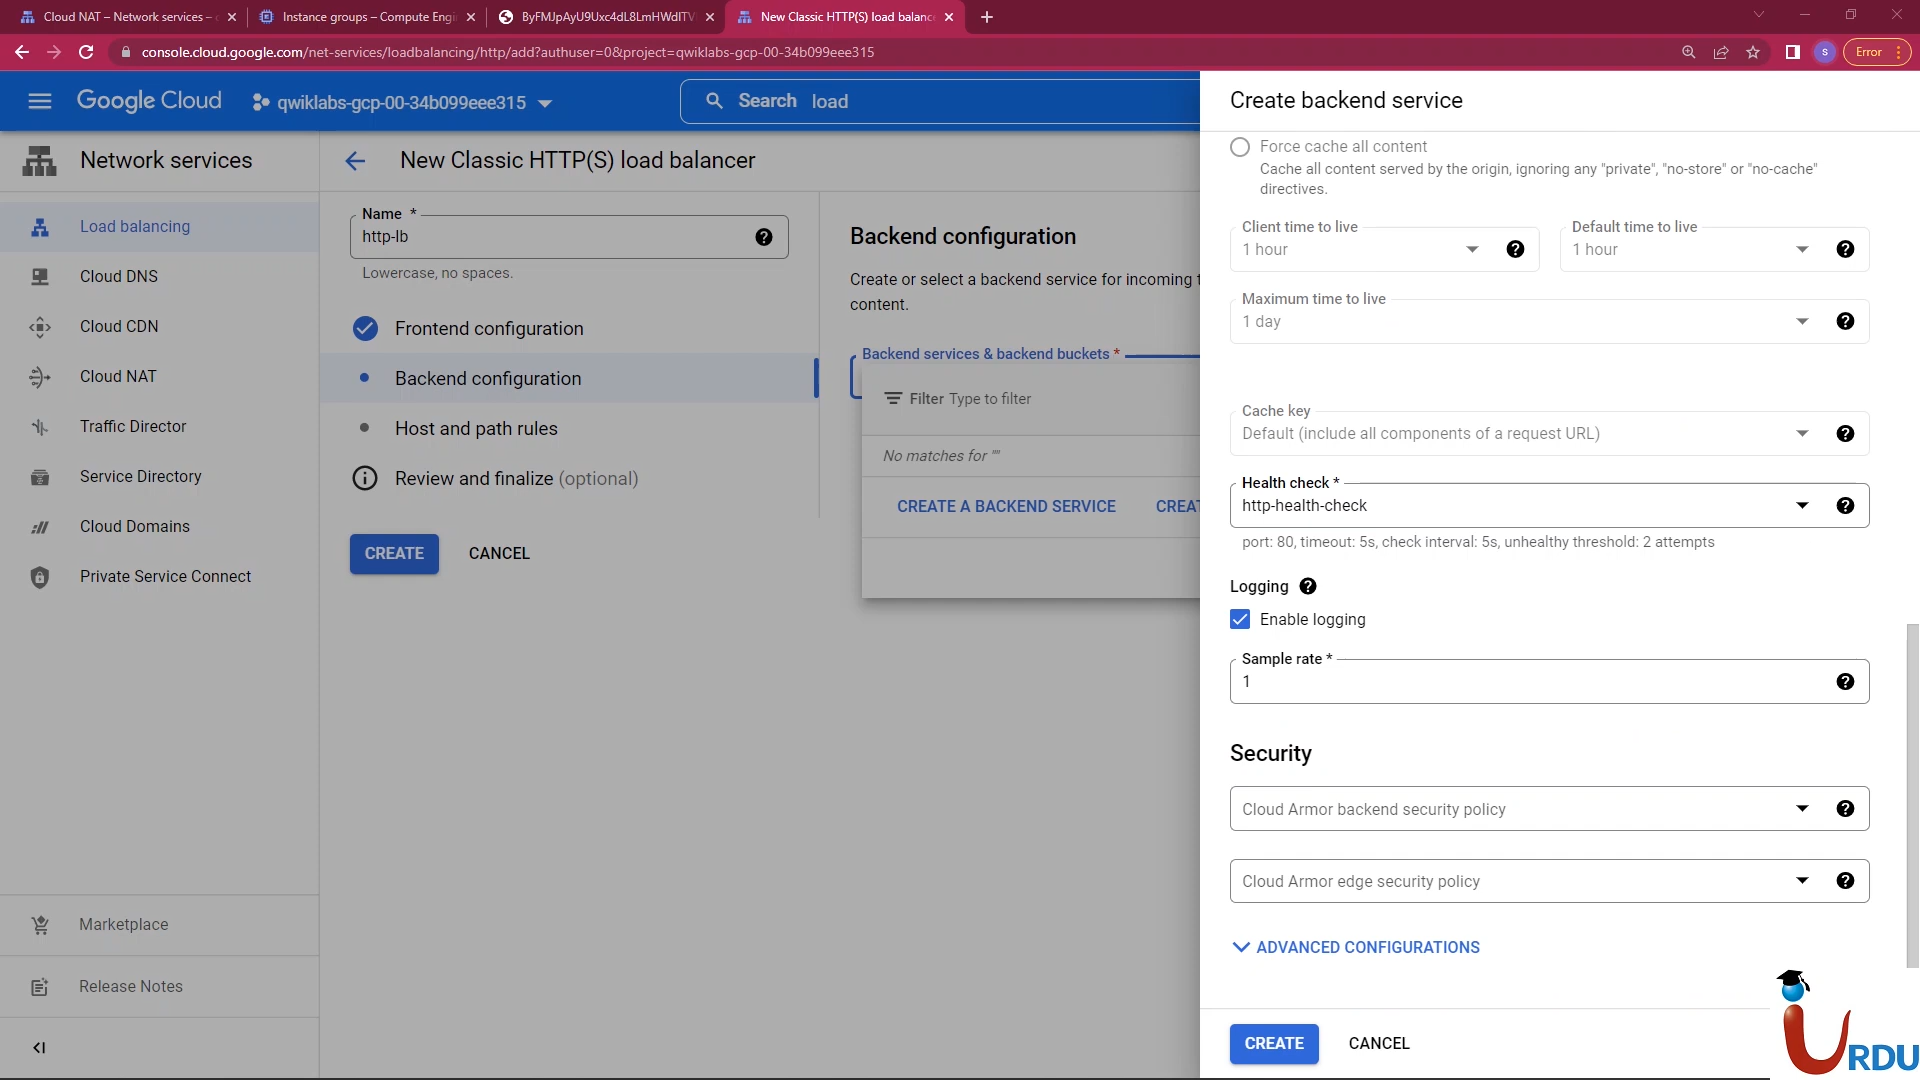 Cloud NAT – Network services –
Instance groups – Compute Engi
ByFMJpAyU9Uxc4dL8LmHWdITV
New Classic HTTP(S) load balanc
console.cloud.google.com/net-services/loadbalancing/http/add?authuser=0&project=qwiklabs-gcp-00-34b099eee315
s
Error
Google Cloud
qwiklabs-gcp-00-34b099eee315
Search load
Network services
Load balancing
Cloud DNS
Cloud CDN
Cloud NAT
Traffic Director
Service Directory
Cloud Domains
Private Service Connect
Marketplace
Release Notes
New Classic HTTP(S) load balancer
Name *
http-lb
Lowercase, no spaces.
Frontend configuration
Backend configuration
Host and path rules
Review and finalize (optional)
CREATE
CANCEL
Backend configuration
Create or select a backend service for incoming
content.
Backend services & backend buckets *
Filter Type to filter
No matches for ""
CREATE A BACKEND SERVICE
CREAT
Create backend service
Force cache all content
Cache all content served by the origin, ignoring any "private", "no-store" or "no-cache"
directives.
Client time to live
1 hour
Default time to live
1 hour
Maximum time to live
1 day
Cache key
Default (include all components of a request URL)
Health check *
http-health-check
port: 80, timeout: 5s, check interval: 5s, unhealthy threshold: 2 attempts
Logging
Enable logging
Sample rate *
1
Security
Cloud Armor backend security policy
Cloud Armor edge security policy
ADVANCED CONFIGURATIONS
CREATE
CANCEL
iURDU